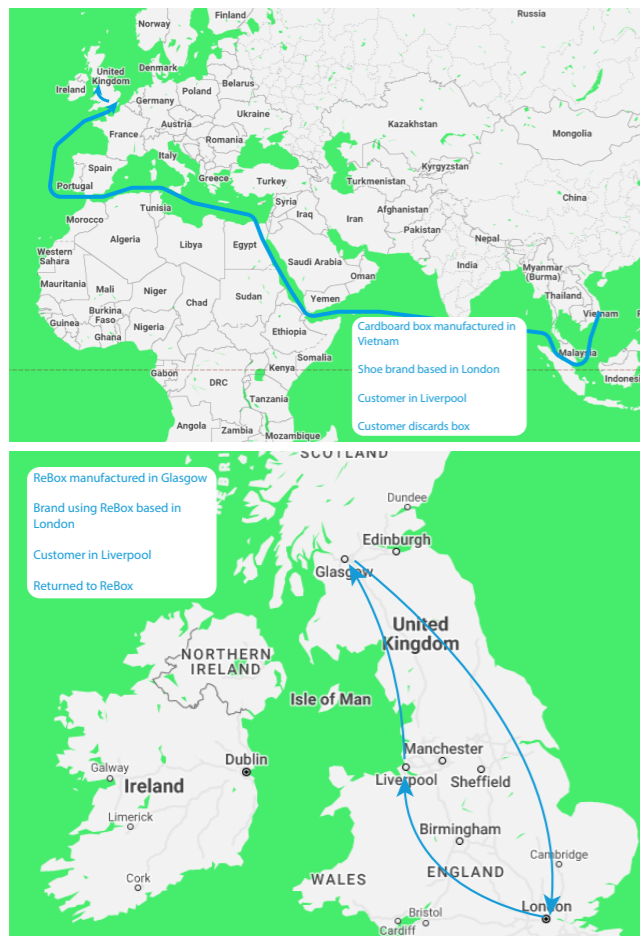 Finland
Russia
Norway
United
Kingdom
Denmark
Ireland
Belarus
Poland
Germany
Ukraine
Kazakhstan
Austria
France
Mongolia
Romania
Italy
Kyrgyzstan
Spain
Greece
Turkey
Turkmenistan
Portugal
China
Syria
Tunisia
Afghanistan
Morocco
Iraq
Iran
Pakistan
Algeria
Nepal
Libya
Egypt
Western
Sahara
Saudi Arabia
India
Myanmar
(Burma)
Oman
Mauritania
Mali
Niger
Thailand
Chad
Sudan
Yemen
Burkina
Faso
Vietnam
Guinea
Nigeria
Ghana
Ethiopia
Cardboard box manufactured in
Vietnam
Malaysia
Somalia
Shoe brand based in London
Gabon
Kenya
Indones
DRC
Customer in Liverpool
Tanzania
Angola
Zambia
Customer discards box
Mozambique
SCOTLAND
ReBox manufactured in Glasgow
Brand using ReBox based in
London
Customer in Liverpool
Returned to ReBox
Dundee
Edinburgh
Glasgow
United
Kingdom
NORTHERN
IRELAND
Isle of Man
Dublin
Manchester
Galway
Ireland
Liverpool
Sheffield
Limerick
Birmingham
Cambridge
Cork
WALES
ENGLAND
London
Bristol
Cardiff